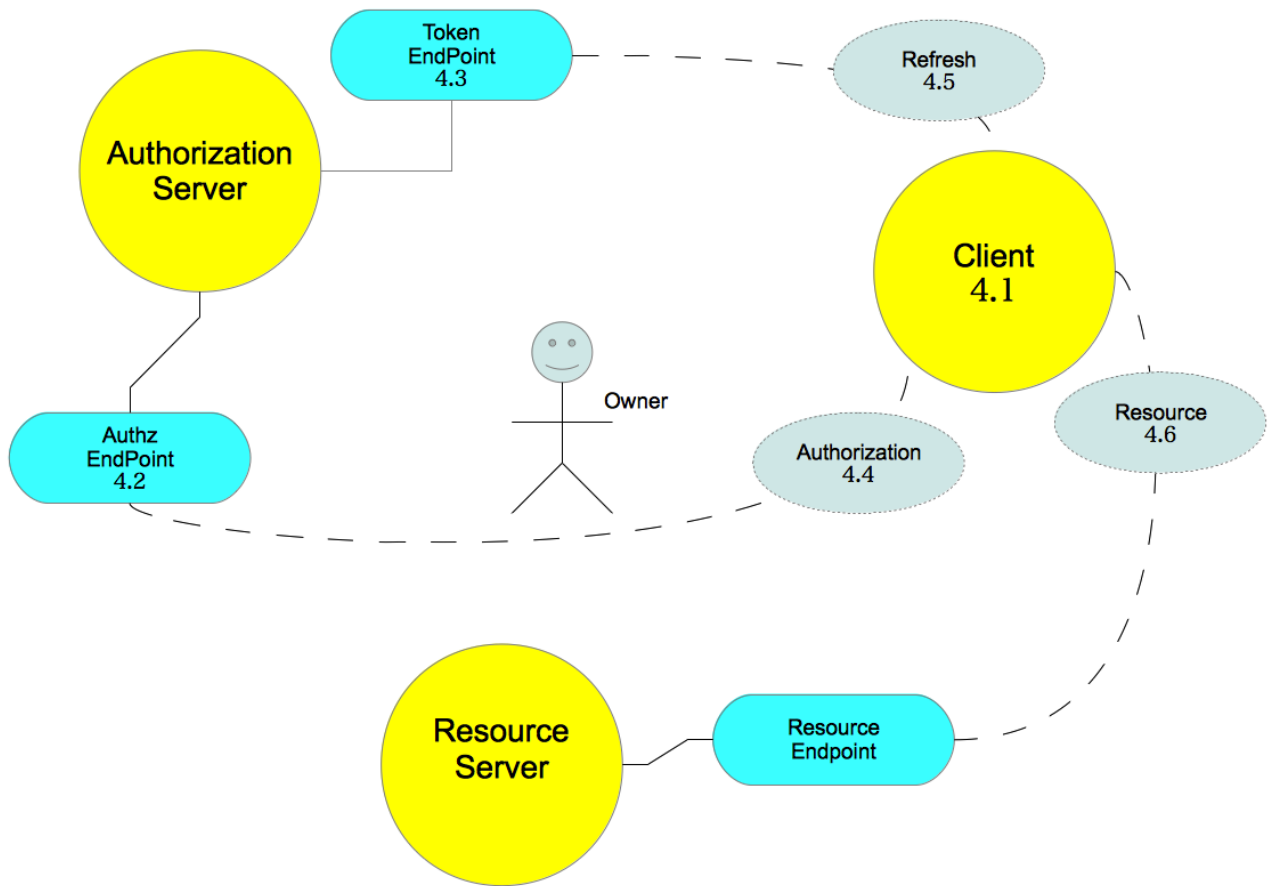 Token
EndPoint
4.3
Refresh
4.5
Authorization
Server
Client
4.1
Owner
Authz
EndPoint
4.2
Authorization
4.4
Resource
4.6
Resource
Server
Resource
Endpoint